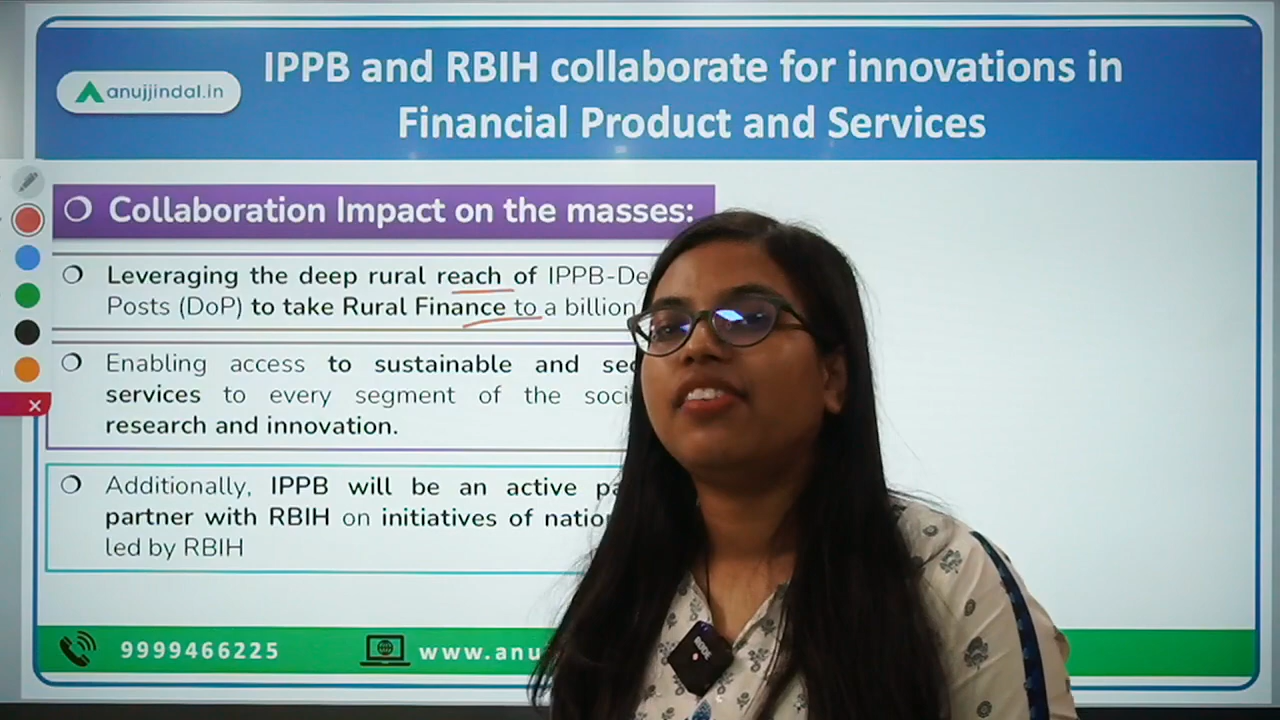 IPPB and RBIH collaborate for innovations in
Financial Product and Services
anujjindal.in
Collaboration Impact on the masses:
Leveraging the deep rural reach of IPPB-De
Posts (DoP) to take Rural Finance to a billion
Enabling access to sustainable and sec
services to every segment of the soci
research and innovation.
Additionally, IPPB will be an active pa
partner with RBIH on initiatives of natio
led by RBIH
9999466225
www.anu